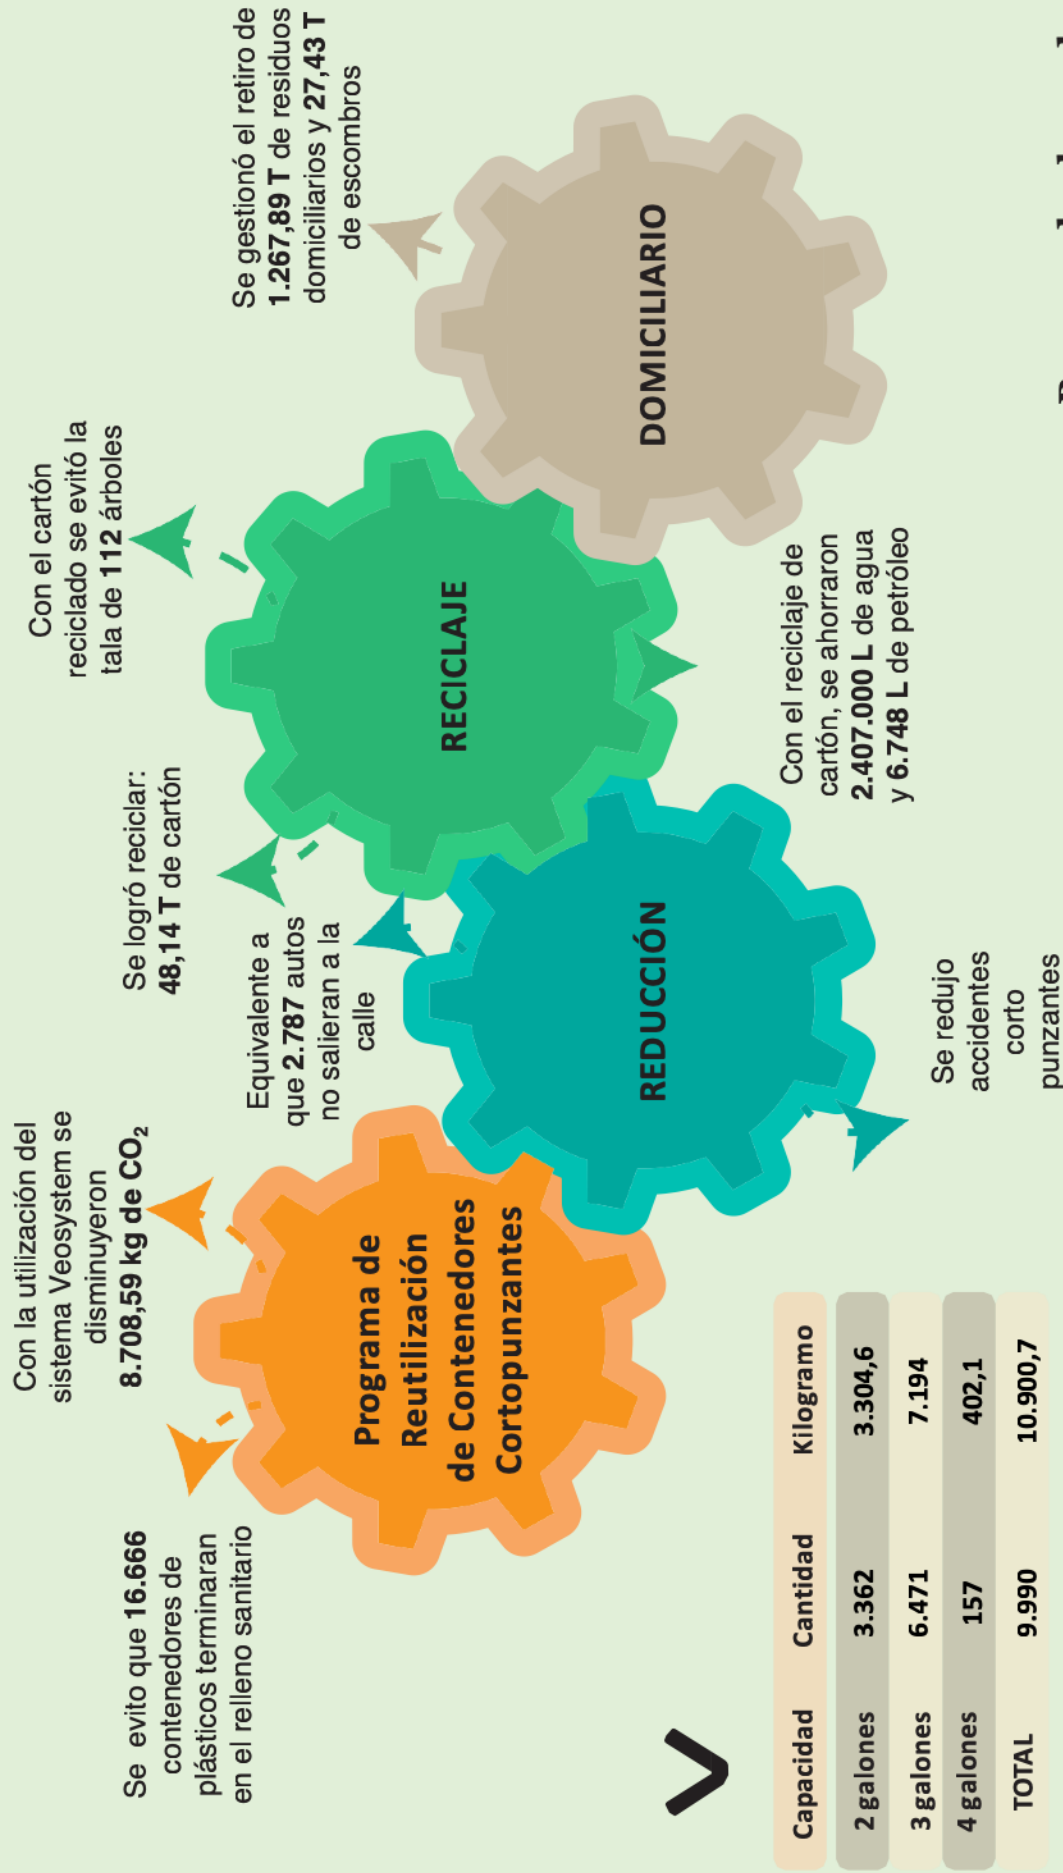 Se evito que 16.666
contenedores de
plásticos terminaran
en el relleno sanitario
Con la utilización del
sistema Veosystem se
disminuyeron
8.708,59 kg de CO₂
Programa de
Reutilización
de Contenedores
Cortopunzantes
Equivalente a
que 2.787 autos
no salieran a la
calle
REDUCCIÓN
Se redujo
accidentes
corto
punzantes
Se logró reciclar:
48,14 T de cartón
Con el cartón
reciclado se evitó la
tala de 112 árboles
RECICLAJE
Con el reciclaje de
cartón, se ahorraron
2.407.000 L de agua
y 6.748 L de petróleo
Se gestionó el retiro de
1.267,89 T de residuos
domiciliarios y 27,43 T
de escombros
DOMICILIARIO
Capacidad Cantidad Kilogramo
2 galones 3.362 3.304,6
3 galones 6.471 7.194
4 galones 157 402,1
TOTAL 9.990 10.900,7